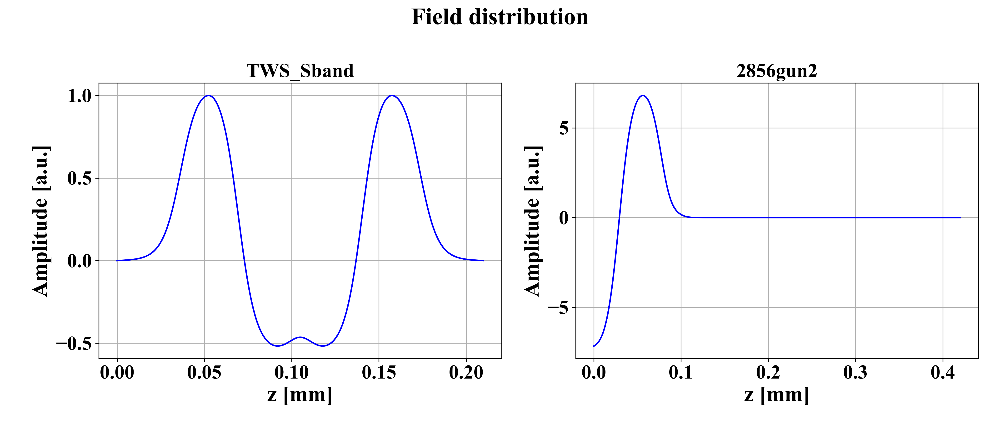 Field distribution
TWS_Sband
1.0
0.5
0.0
−0.5
Amplitude [a.u.]
0.00 0.05 0.10 0.15 0.20
z [mm]
2856gun2
5
0
−5
Amplitude [a.u.]
0.0 0.1 0.2 0.3 0.4
z [mm]